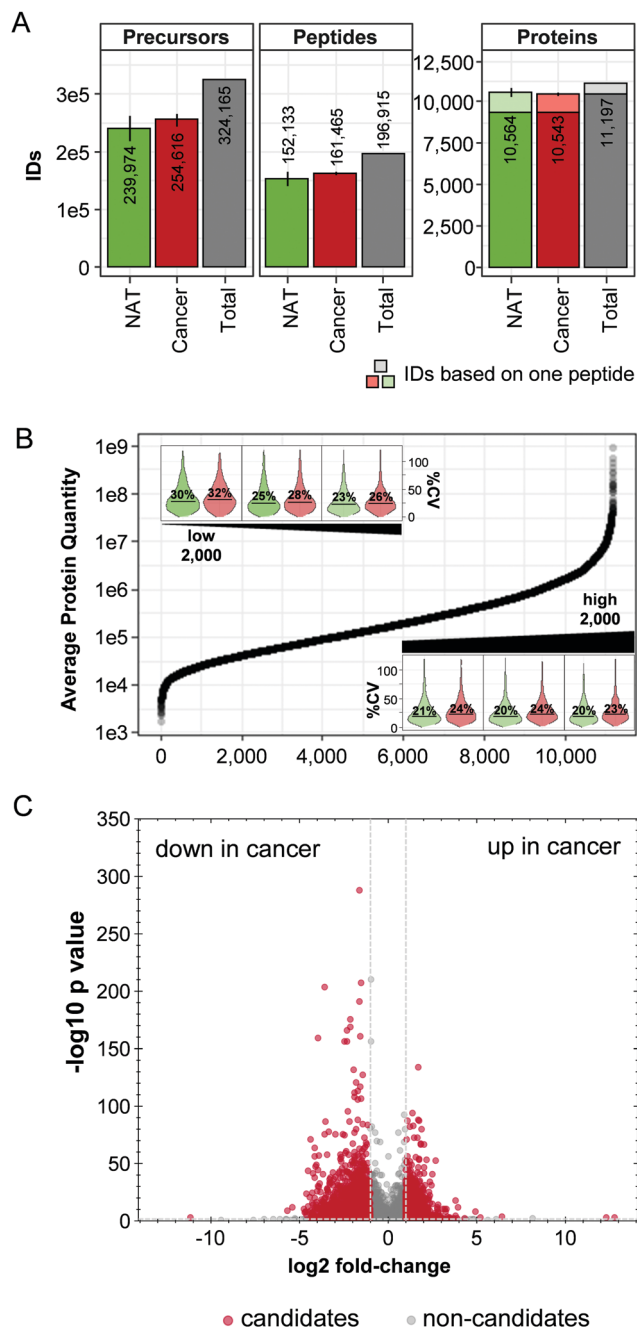 A
Precursors
Peptides
Proteins
IDs
3e5
2e5
1e5
0
239,974
254,616
324,165
152,133
161,465
196,915
12,500
10,000
7,500
5,000
2,500
0
10,564
10,543
11,197
NAT
Cancer
Total
NAT
Cancer
Total
NAT
Cancer
Total
IDs based on one peptide
B
Average Protein Quantity
1e9
1e8
1e7
1e6
1e5
1e4
1e3
30%
32%
25%
28%
23%
26%
100
50
0
%CV
low
2,000
high
2,000
%CV
100
50
0
21%
24%
20%
24%
20%
23%
0
2,000
4,000
6,000
8,000
10,000
C
-log10 p value
350
300
250
200
150
100
50
0
down in cancer
up in cancer
-10
-5
0
5
10
log2 fold-change
candidates
non-candidates